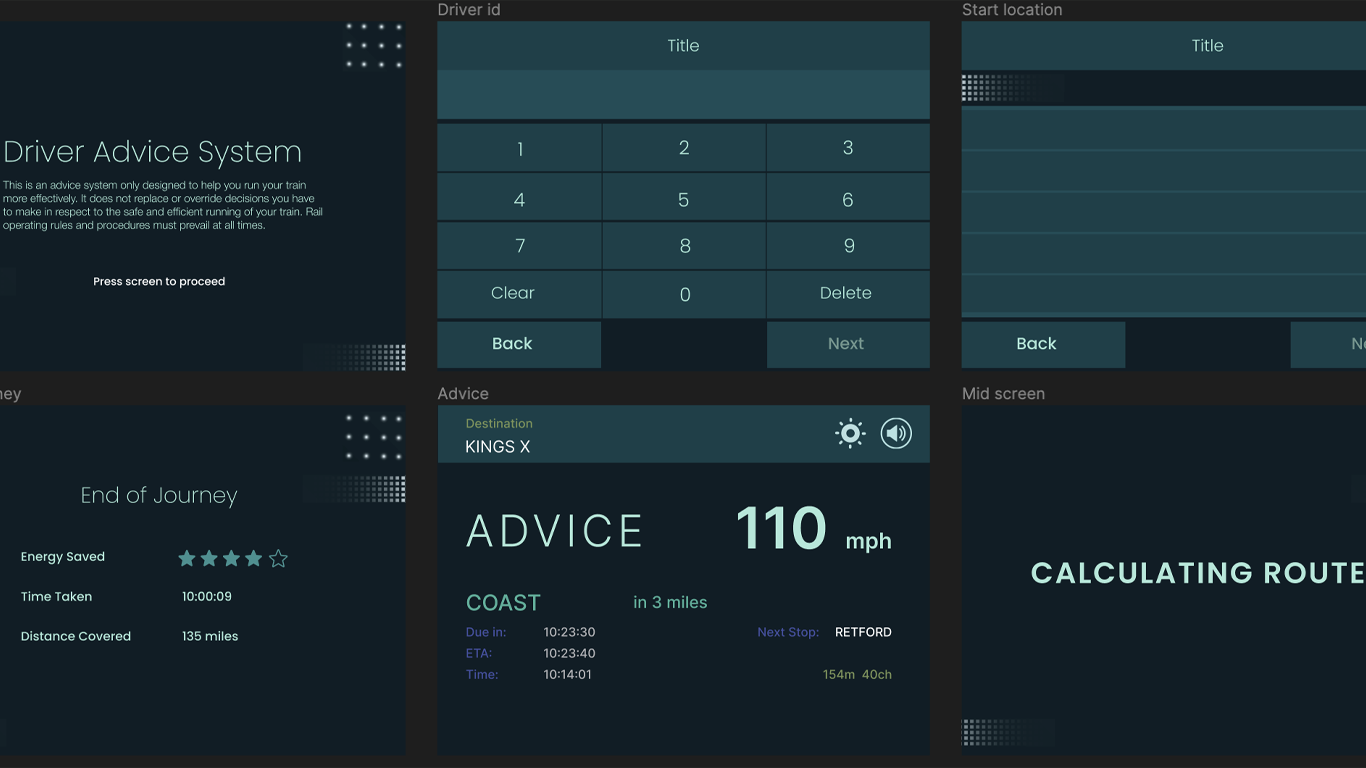 Driver id
Start location
Driver Advice System
This is an advice system only designed to help you run your train
more effectively. It does not replace or override decisions you have
to make in respect to the safe and efficient running of your train. Rail
operating rules and procedures must prevail at all times.
Press screen to proceed
Title
1 2 3
4 5 6
7 8 9
Clear 0 Delete
Back Next
Title
Back
Advice
Mid screen
End of Journey
Energy Saved
Time Taken 10:00:09
Distance Covered 135 miles
Destination
KINGS X
ADVICE 110 mph
COAST in 3 miles
Due in: 10:23:30 Next Stop: RETFORD
ETA: 10:23:40
Time: 10:14:01 154m 40ch
CALCULATING ROUTE